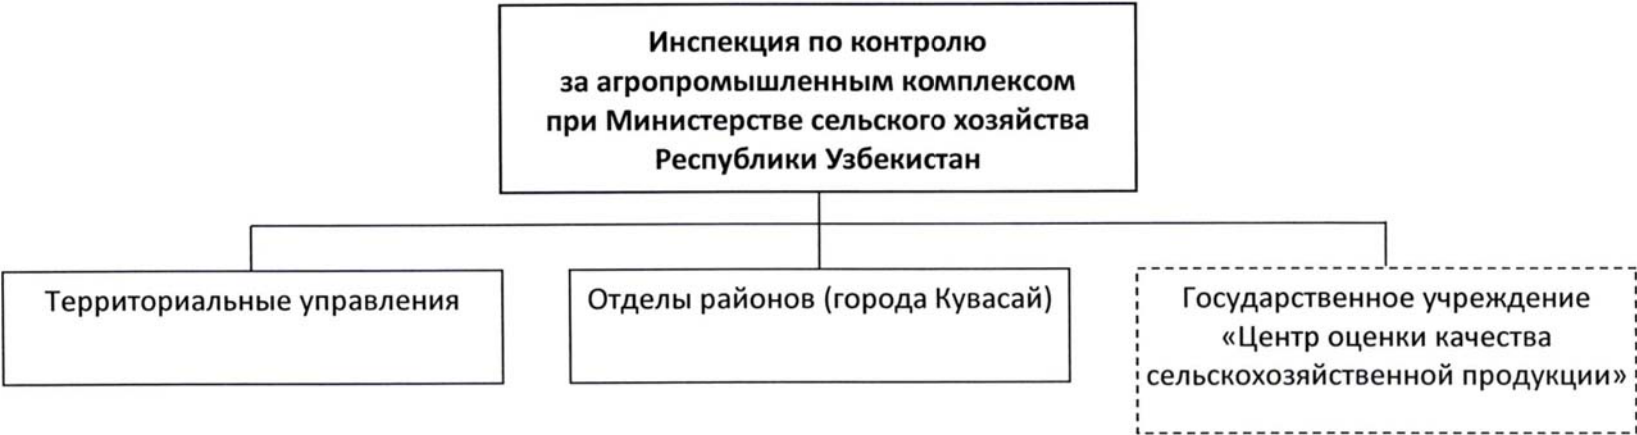 Инспекция по контролю
за агропромышленным комплексом
при Министерстве сельского хозяйства
Республики Узбекистан
Территориальные управления
Отделы районов (города Кувасай)
Государственное учреждение
«Центр оценки качества
сельскохозяйственной продукции»